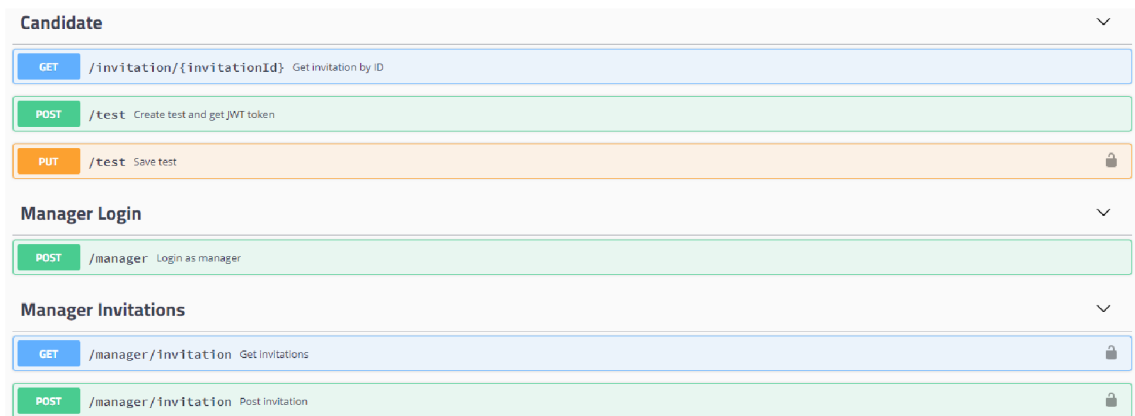 Candidate
GET /invitation/{invitationId} Get invitation by ID
POST /test Create test and get JWT token
PUT /test Save test
Manager Login
POST /manager Login as manager
Manager Invitations
GET /manager/invitation Get invitations
POST /manager/invitation Post invitation